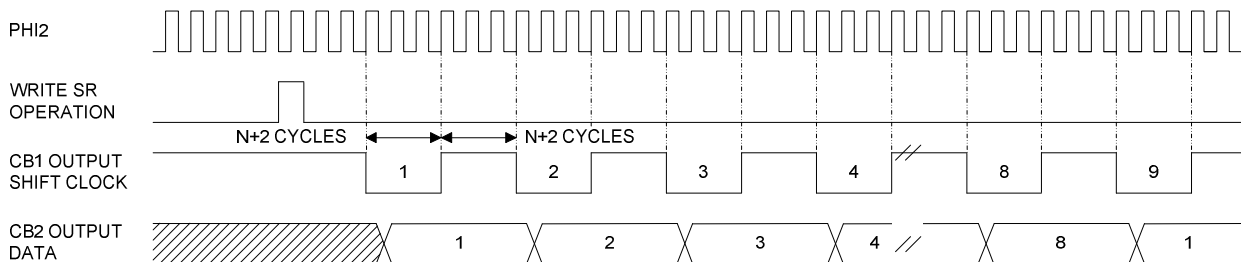 PHI2
WRITE SR
OPERATION
N+2 CYCLES N+2 CYCLES
CB1 OUTPUT
SHIFT CLOCK
1 2 3 4 8 9
CB2 OUTPUT
DATA
1 2 3 4 8 1